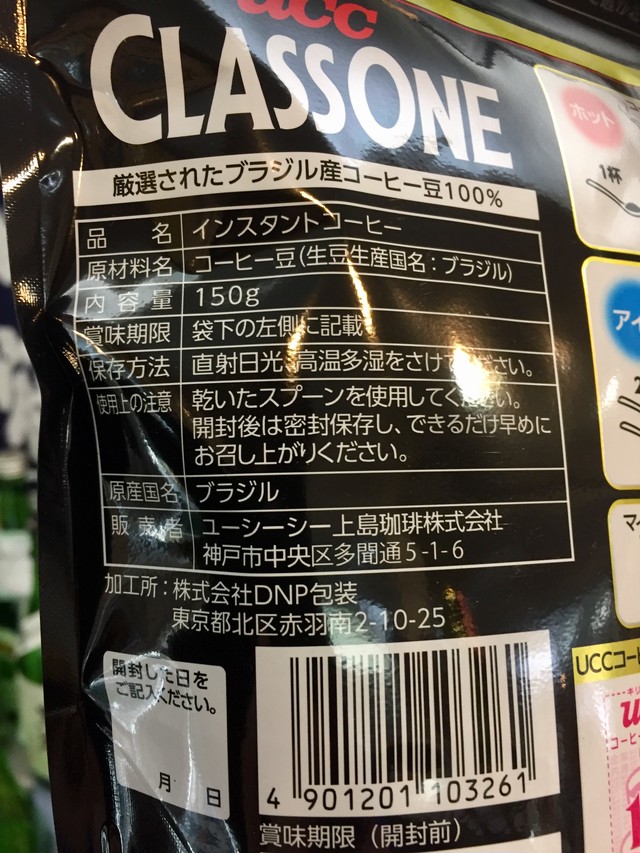 ucc
CLASSONE
厳選されたブラジル産コーヒー豆100%
品 名 インスタントコーヒー
原材料名 コーヒー豆(生豆生産国名:ブラジル)
内容量 150g
賞味期限 袋下の左側に記載
保存方法 直射日光、高温多湿をさけてください。
使用上の注意 乾いたスプーンを使用してください。
開封後は密封保存し、できるだけ早めに
お召し上がりください。
原産国名 ブラジル
販売者 ユーシーシー上島珈琲株式会社
神戸市中央区多聞通5-1-6
加工所:株式会社DNP包装
東京都北区赤羽南2-10-25
開封した日を
ご記入ください。
月 日
4 901201 103261
賞味期限(開封前)
ホット
1杯
アイ
マイ
UCCコーヒ
コーヒ